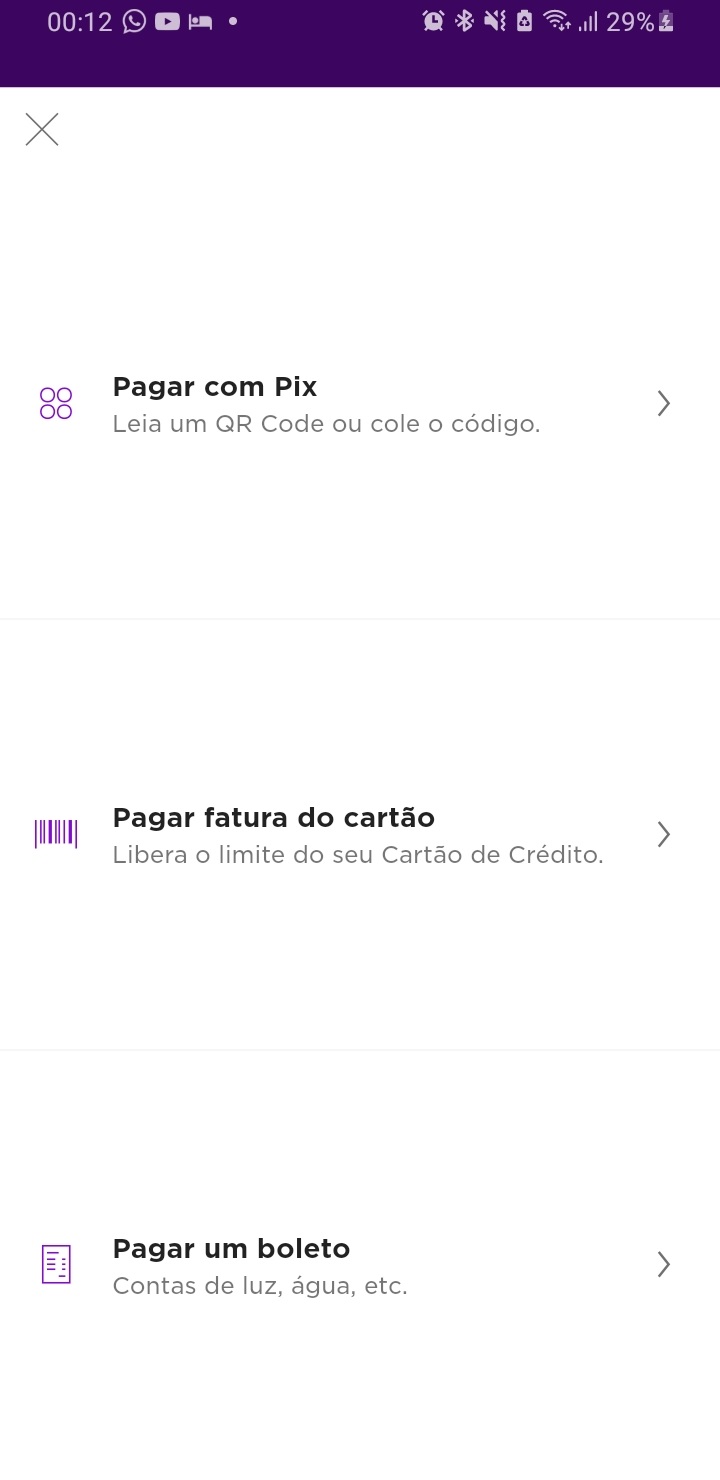 00:12 29%
Pagar com Pix
Leia um QR Code ou cole o código.
Pagar fatura do cartão
Libera o limite do seu Cartão de Crédito.
Pagar um boleto
Contas de luz, água, etc.